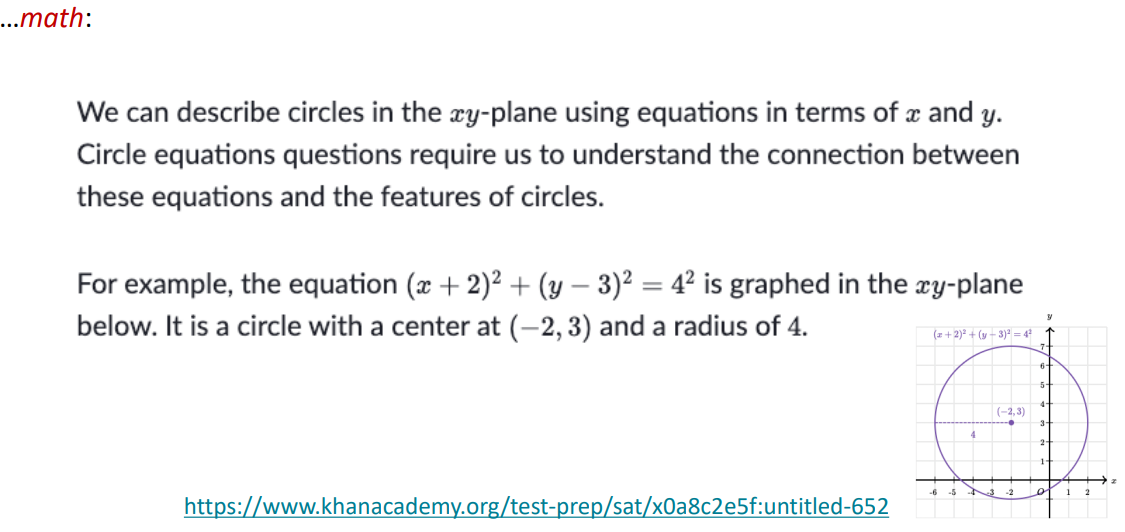 ...math:
We can describe circles in the xy-plane using equations in terms of x and y.
Circle equations questions require us to understand the connection between
these equations and the features of circles.
For example, the equation (x + 2)² + (y – 3)² = 4² is graphed in the xy-plane
below. It is a circle with a center at (−2, 3) and a radius of 4.
y
(x + 2)² + (y – 3)² = 4²
7
6
5
4
(−2, 3)
3
4
2
1
-6 -5 -4 -3 -2 O 1 2
x
https://www.khanacademy.org/test-prep/sat/x0a8c2e5f:untitled-652